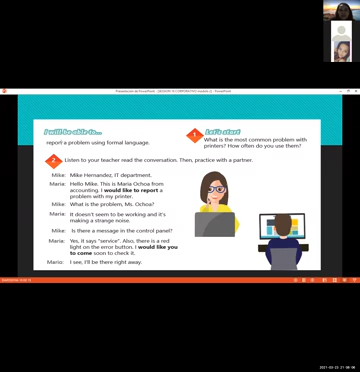 I will be able to...
report a problem using formal language.
1 Let's start
What is the most common problem with
printers? How often do you use them?
2 Listen to your teacher read the conversation. Then, practice with a partner.
Mike: Mike Hernandez, IT department.
Maria: Hello Mike. This is Maria Ochoa from
accounting. I would like to report a
problem with my printer.
Mike: What is the problem, Ms. Ochoa?
Maria: It doesn't seem to be working and it's
making a strange noise.
Mike: Is there a message in the control panel?
Maria: Yes, it says "service". Also, there is a red
light on the error button. I would like you
to come soon to check it.
Mario: I see, I'll be there right away.